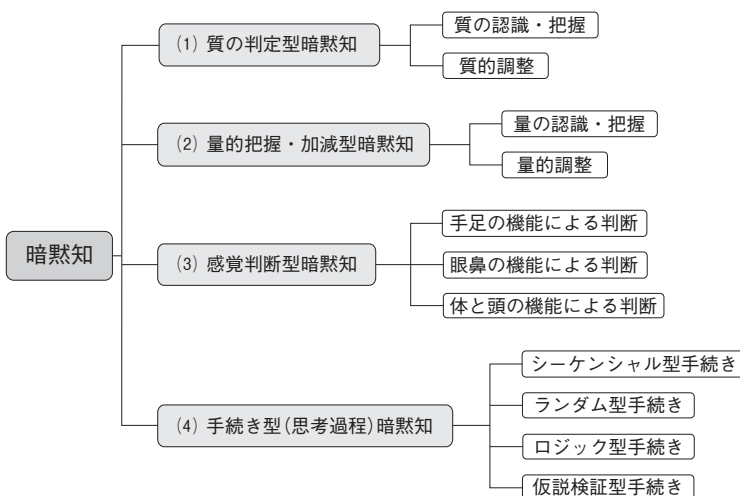 暗黙知
(1) 質の判定型暗黙知
質の認識・把握
質的調整
(2) 量的把握・加減型暗黙知
量の認識・把握
量的調整
(3) 感覚判断型暗黙知
手足の機能による判断
眼鼻の機能による判断
体と頭の機能による判断
(4) 手続き型(思考過程)暗黙知
シーケンシャル型手続き
ランダム型手続き
ロジック型手続き
仮説検証型手続き